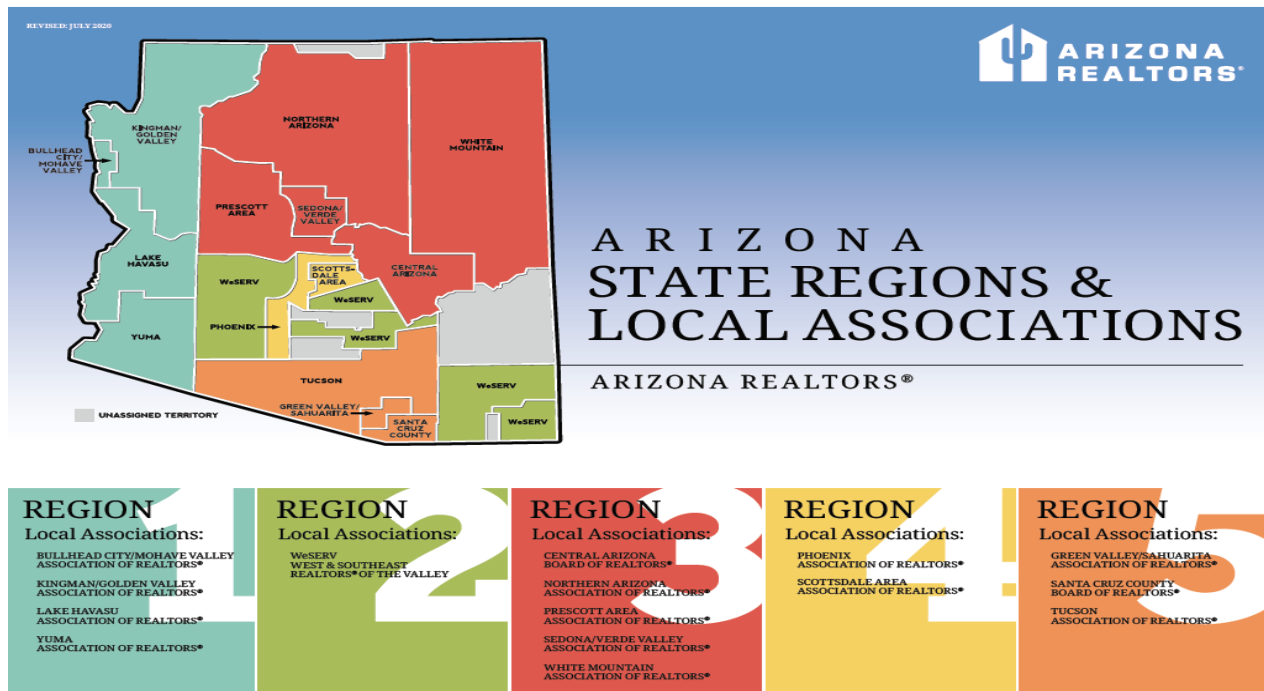 REVISED: JULY 2020
ARIZONA
REALTORS®
KINGMAN/
GOLDEN
VALLEY
BULLHEAD
CITY/
MOHAVE
VALLEY
NORTHERN
ARIZONA
WHITE
MOUNTAIN
PRESCOTT
AREA
SEDONA/
VERDE
VALLEY
LAKE
HAVASU
WeSERV
SCOTTS-
DALE
AREA
CENTRAL
ARIZONA
WeSERV
PHOENIX
WeSERV
YUMA
TUCSON
WeSERV
GREEN VALLEY/
SAHUARITA
SANTA
CRUZ
COUNTY
WeSERV
UNASSIGNED TERRITORY
ARIZONA
STATE REGIONS &
LOCAL ASSOCIATIONS
ARIZONA REALTORS®
REGION 1
Local Associations:
BULLHEAD CITY/MOHAVE VALLEY
ASSOCIATION OF REALTORS®
KINGMAN/GOLDEN VALLEY
ASSOCIATION OF REALTORS®
LAKE HAVASU
ASSOCIATION OF REALTORS®
YUMA
ASSOCIATION OF REALTORS®
REGION 2
Local Associations:
WeSERV
WEST & SOUTHEAST
REALTORS® OF THE VALLEY
REGION 3
Local Associations:
CENTRAL ARIZONA
BOARD OF REALTORS®
NORTHERN ARIZONA
ASSOCIATION OF REALTORS®
PRESCOTT AREA
ASSOCIATION OF REALTORS®
SEDONA/VERDE VALLEY
ASSOCIATION OF REALTORS®
WHITE MOUNTAIN
ASSOCIATION OF REALTORS®
REGION 4
Local Associations:
PHOENIX
ASSOCIATION OF REALTORS®
SCOTTSDALE AREA
ASSOCIATION OF REALTORS®
REGION 5
Local Associations:
GREEN VALLEY/SAHUARITA
ASSOCIATION OF REALTORS®
SANTA CRUZ COUNTY
BOARD OF REALTORS®
TUCSON
ASSOCIATION OF REALTORS®